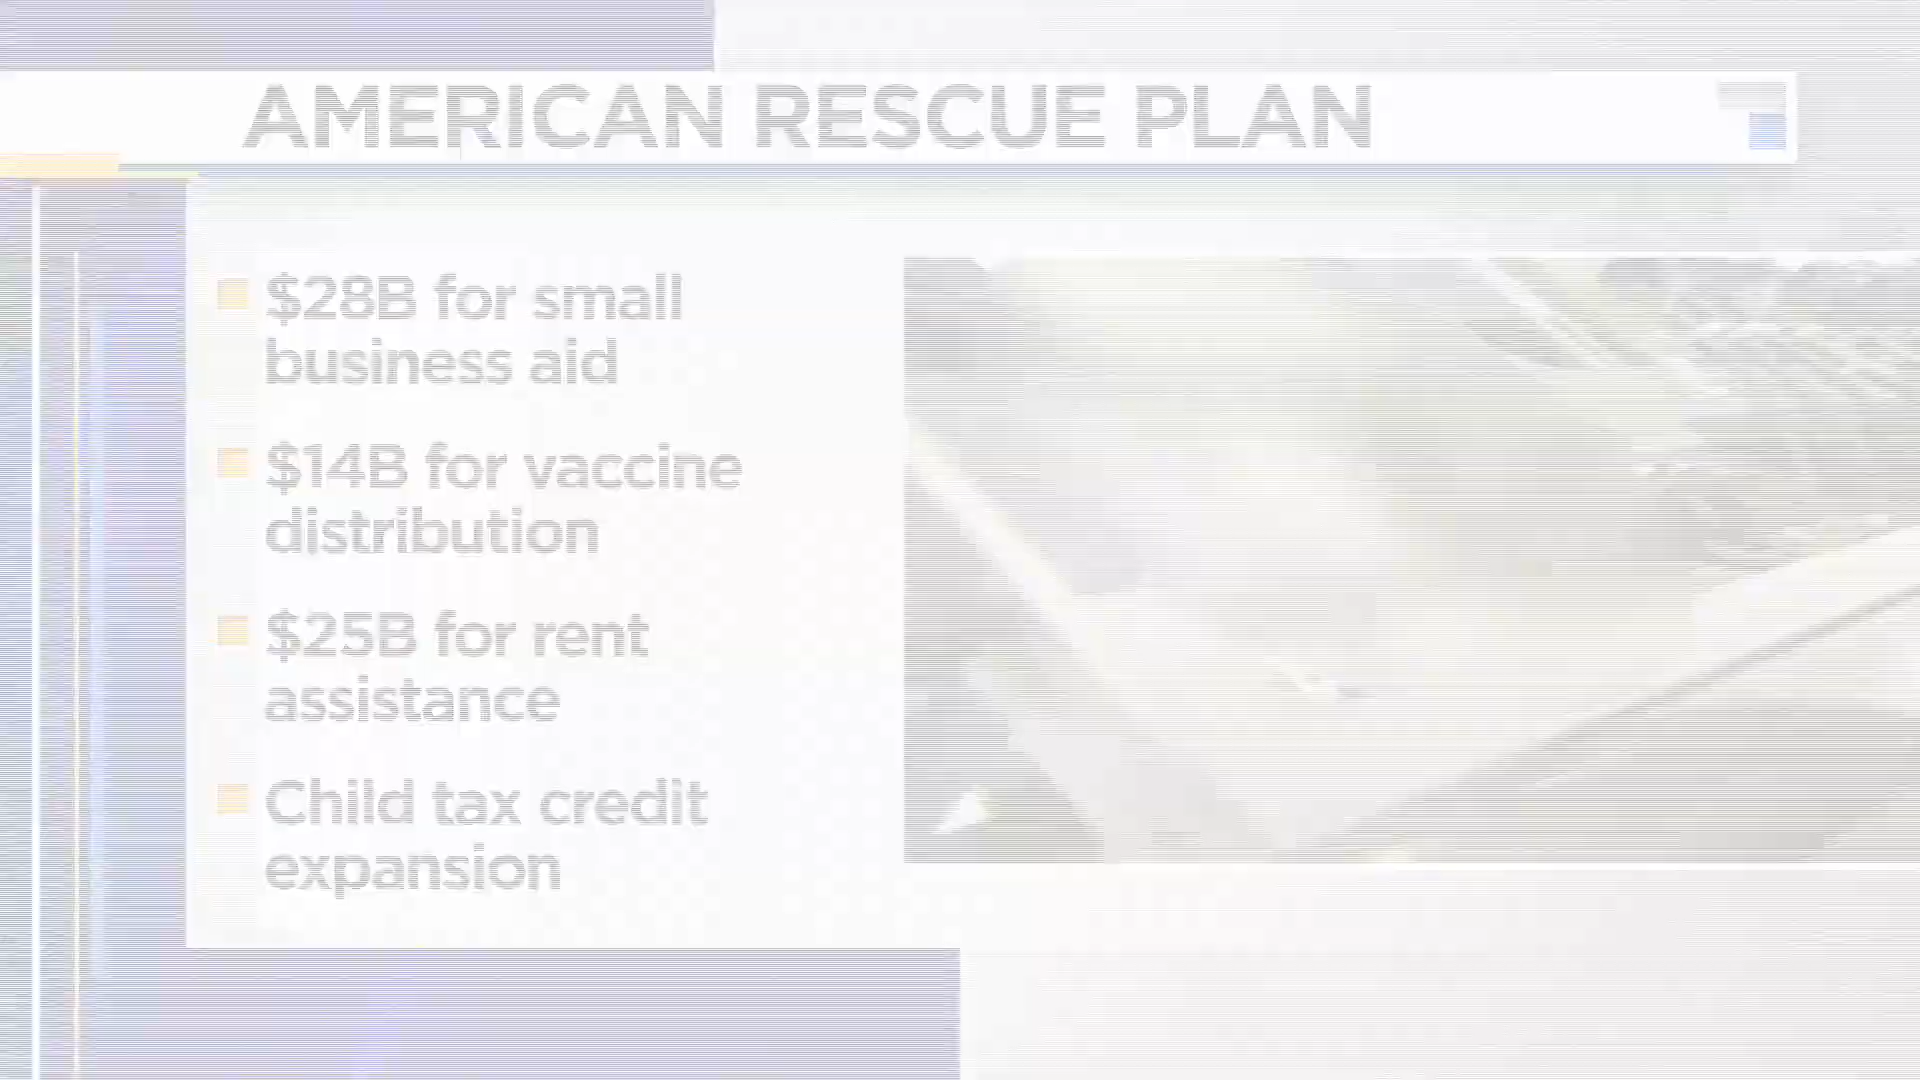 AMERICAN RESCUE PLAN
$28B for small
business aid
$14B for vaccine
distribution
$25B for rent
assistance
Child tax credit
expansion